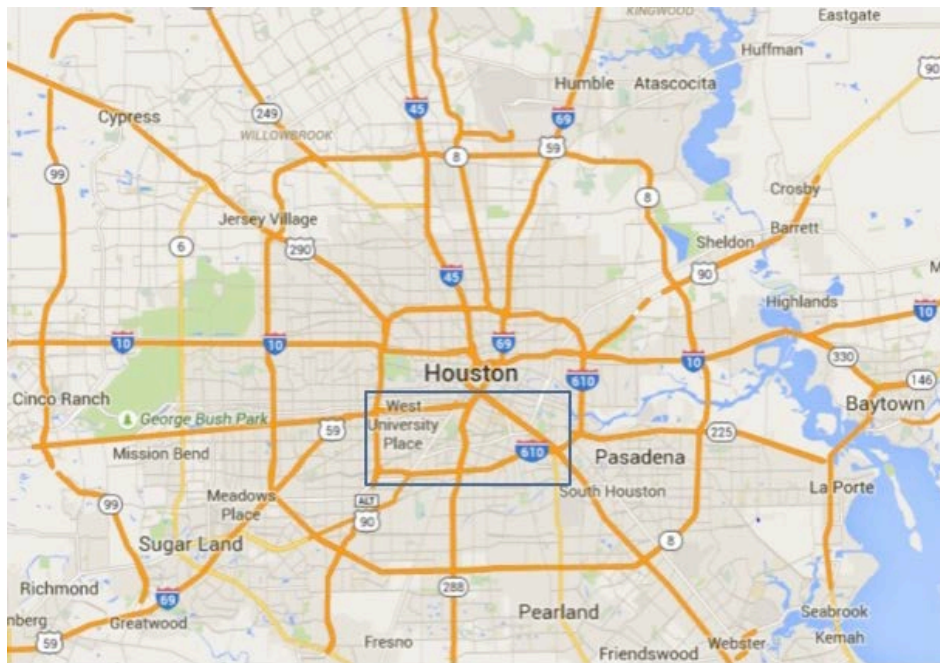 KINGWOOD
Eastgate
Huffman
90
Humble
Atascocita
Cypress
249
45
69
WILLOWBROOK
59
8
99
8
Crosby
Jersey Village
Barrett
6
290
Sheldon
45
90
Highlands
10
10
10
69
10
330
Houston
610
146
Cinco Ranch
George Bush Park
West
University
Place
59
Baytown
225
Mission Bend
610
Pasadena
Meadows
Place
99
ALT
90
South Houston
La Porte
Sugar Land
8
Richmond
69
288
Pearland
Seabrook
Greatwood
59
Fresno
Friendswood
Webster
Kemah